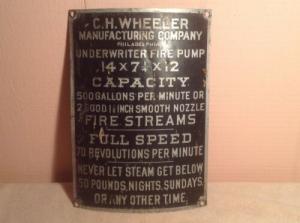 C.H. WHEELER
MANUFACTURING COMPANY
PHILADELPHIA
UNDERWRITER FIRE PUMP
14 × 7¼ × 12
CAPACITY
500 GALLONS PER MINUTE OR
2 GOOD 1⅛ INCH SMOOTH NOZZLE
FIRE STREAMS
FULL SPEED
70 REVOLUTIONS PER MINUTE
NEVER LET STEAM GET BELOW
50 POUNDS, NIGHTS, SUNDAYS,
OR ANY OTHER TIME.